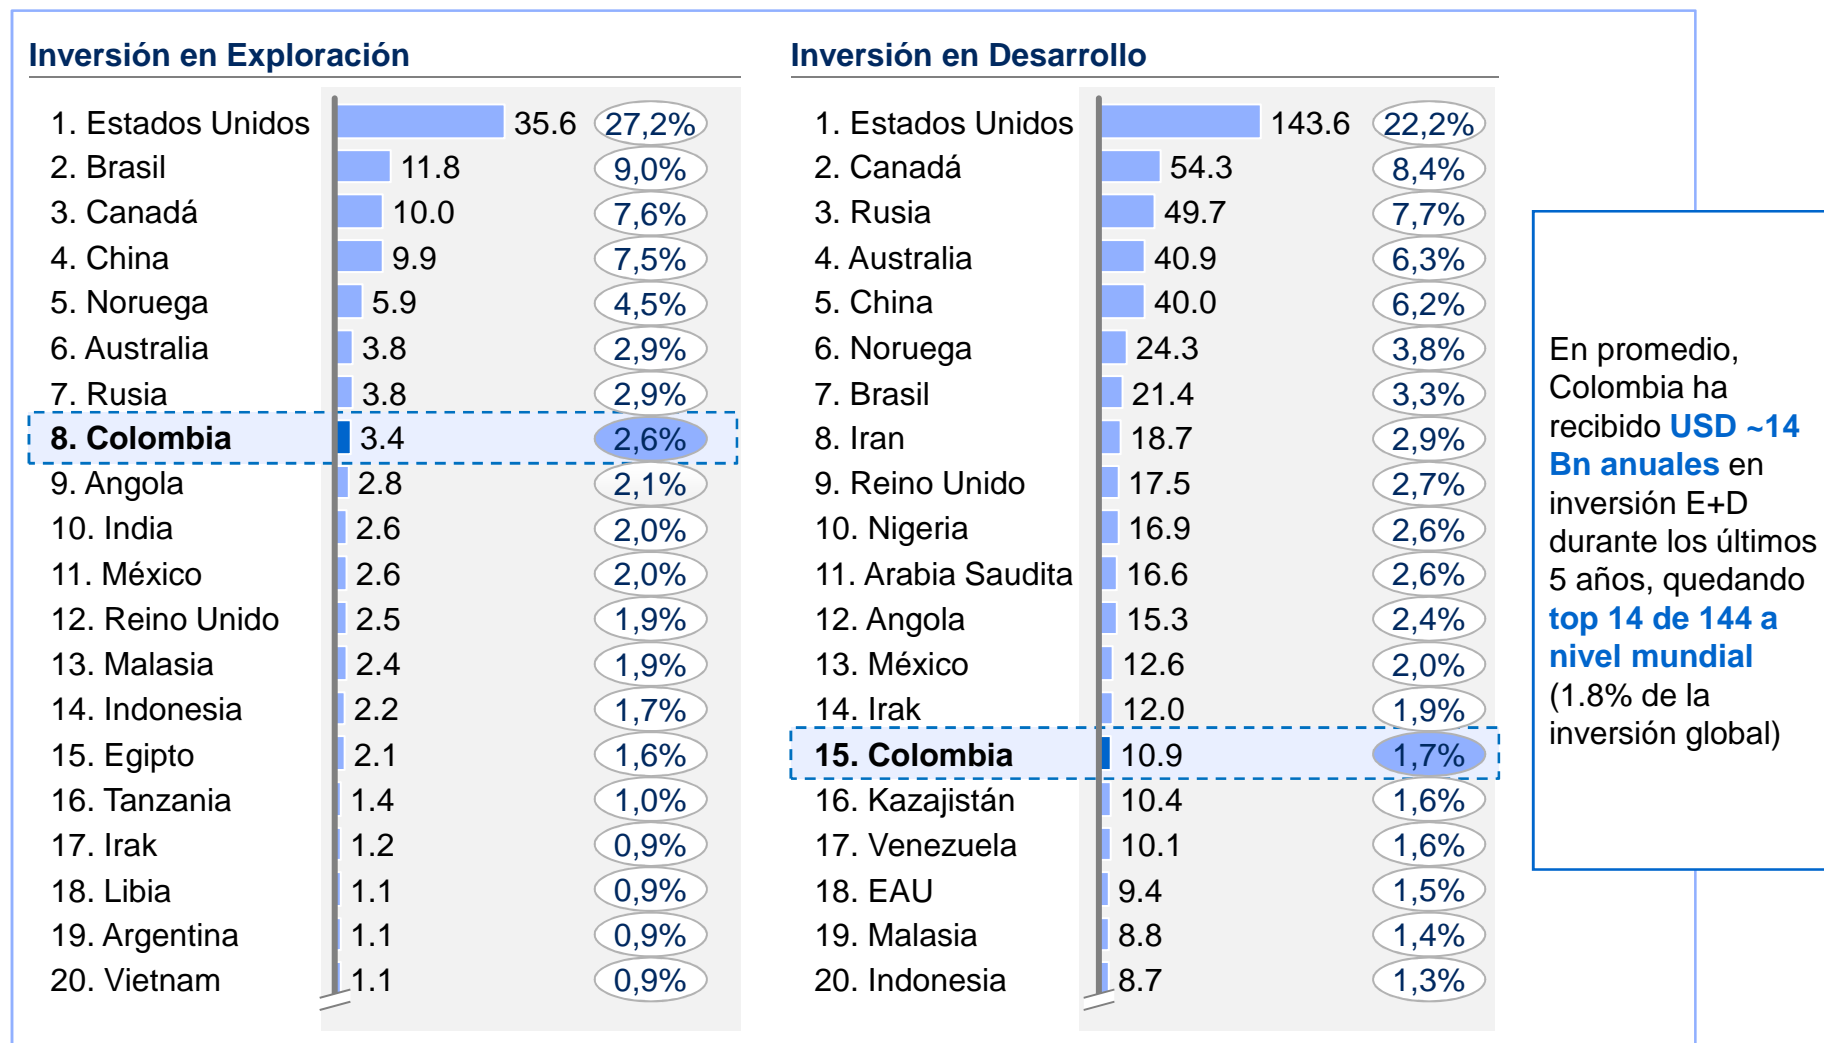 Inversión en Exploración
1. Estados Unidos 35.6 27,2%
2. Brasil 11.8 9,0%
3. Canadá 10.0 7,6%
4. China 9.9 7,5%
5. Noruega 5.9 4,5%
6. Australia 3.8 2,9%
7. Rusia 3.8 2,9%
8. Colombia 3.4 2,6%
9. Angola 2.8 2,1%
10. India 2.6 2,0%
11. México 2.6 2,0%
12. Reino Unido 2.5 1,9%
13. Malasia 2.4 1,9%
14. Indonesia 2.2 1,7%
15. Egipto 2.1 1,6%
16. Tanzania 1.4 1,0%
17. Irak 1.2 0,9%
18. Libia 1.1 0,9%
19. Argentina 1.1 0,9%
20. Vietnam 1.1 0,9%
Inversión en Desarrollo
1. Estados Unidos 143.6 22,2%
2. Canadá 54.3 8,4%
3. Rusia 49.7 7,7%
4. Australia 40.9 6,3%
5. China 40.0 6,2%
6. Noruega 24.3 3,8%
7. Brasil 21.4 3,3%
8. Iran 18.7 2,9%
9. Reino Unido 17.5 2,7%
10. Nigeria 16.9 2,6%
11. Arabia Saudita 16.6 2,6%
12. Angola 15.3 2,4%
13. México 12.6 2,0%
14. Irak 12.0 1,9%
15. Colombia 10.9 1,7%
16. Kazajistán 10.4 1,6%
17. Venezuela 10.1 1,6%
18. EAU 9.4 1,5%
19. Malasia 8.8 1,4%
20. Indonesia 8.7 1,3%
En promedio,
Colombia ha
recibido USD ~14
Bn anuales en
inversión E+D
durante los últimos
5 años, quedando
top 14 de 144 a
nivel mundial
(1.8% de la
inversión global)